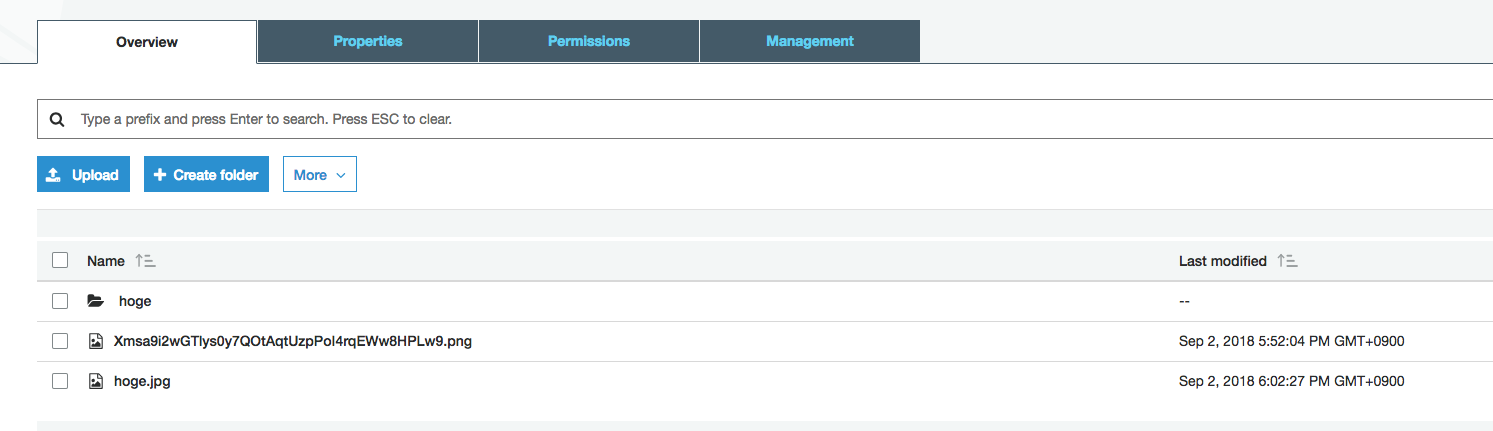 Overview Properties Permissions Management
Type a prefix and press Enter to search. Press ESC to clear.
Upload Create folder More
Name Last modified
hoge --
Xmsa9i2wGTlys0y7QOtAqtUzpPoI4rqEWw8HPLw9.png Sep 2, 2018 5:52:04 PM GMT+0900
hoge.jpg Sep 2, 2018 6:02:27 PM GMT+0900